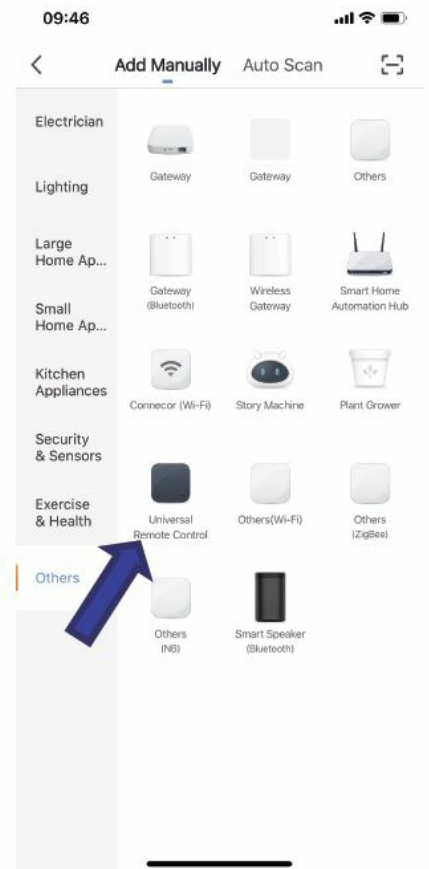 09:46
Add Manually
Auto Scan
Electrician
Lighting
Large
Home Ap...
Small
Home Ap...
Kitchen
Appliances
Security
& Sensors
Exercise
& Health
Others
Gateway
Gateway
Others
Gateway
(Bluetooth)
Wireless
Gateway
Smart Home
Automation Hub
Connecor (Wi-Fi)
Story Machine
Plant Grower
Universal
Remote Control
Others(Wi-Fi)
Others
(ZigBee)
Others
(NB)
Smart Speaker
(Bluetooth)